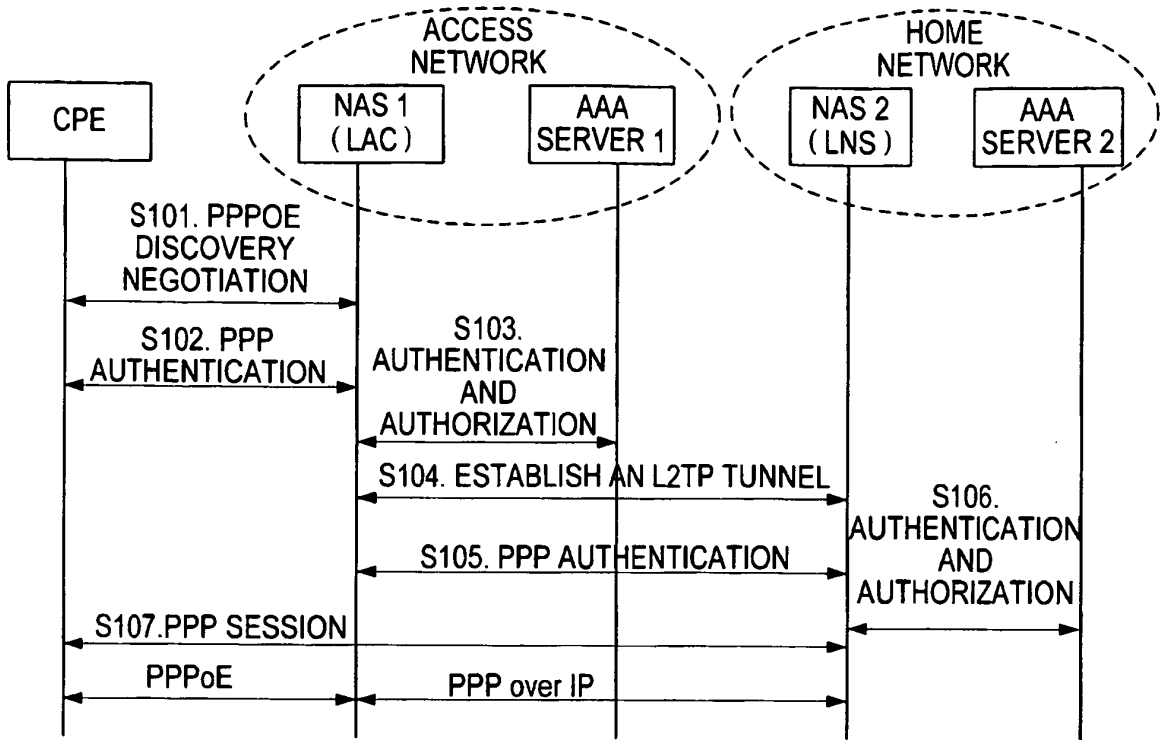 ACCESS
NETWORK
HOME
NETWORK
CPE
NAS 1
( LAC )
AAA
SERVER 1
NAS 2
( LNS )
AAA
SERVER 2
S101. PPPOE
DISCOVERY
NEGOTIATION
S102. PPP
AUTHENTICATION
S103.
AUTHENTICATION
AND
AUTHORIZATION
S104. ESTABLISH AN L2TP TUNNEL
S105. PPP AUTHENTICATION
S106.
AUTHENTICATION
AND
AUTHORIZATION
S107.PPP SESSION
PPPoE
PPP over IP